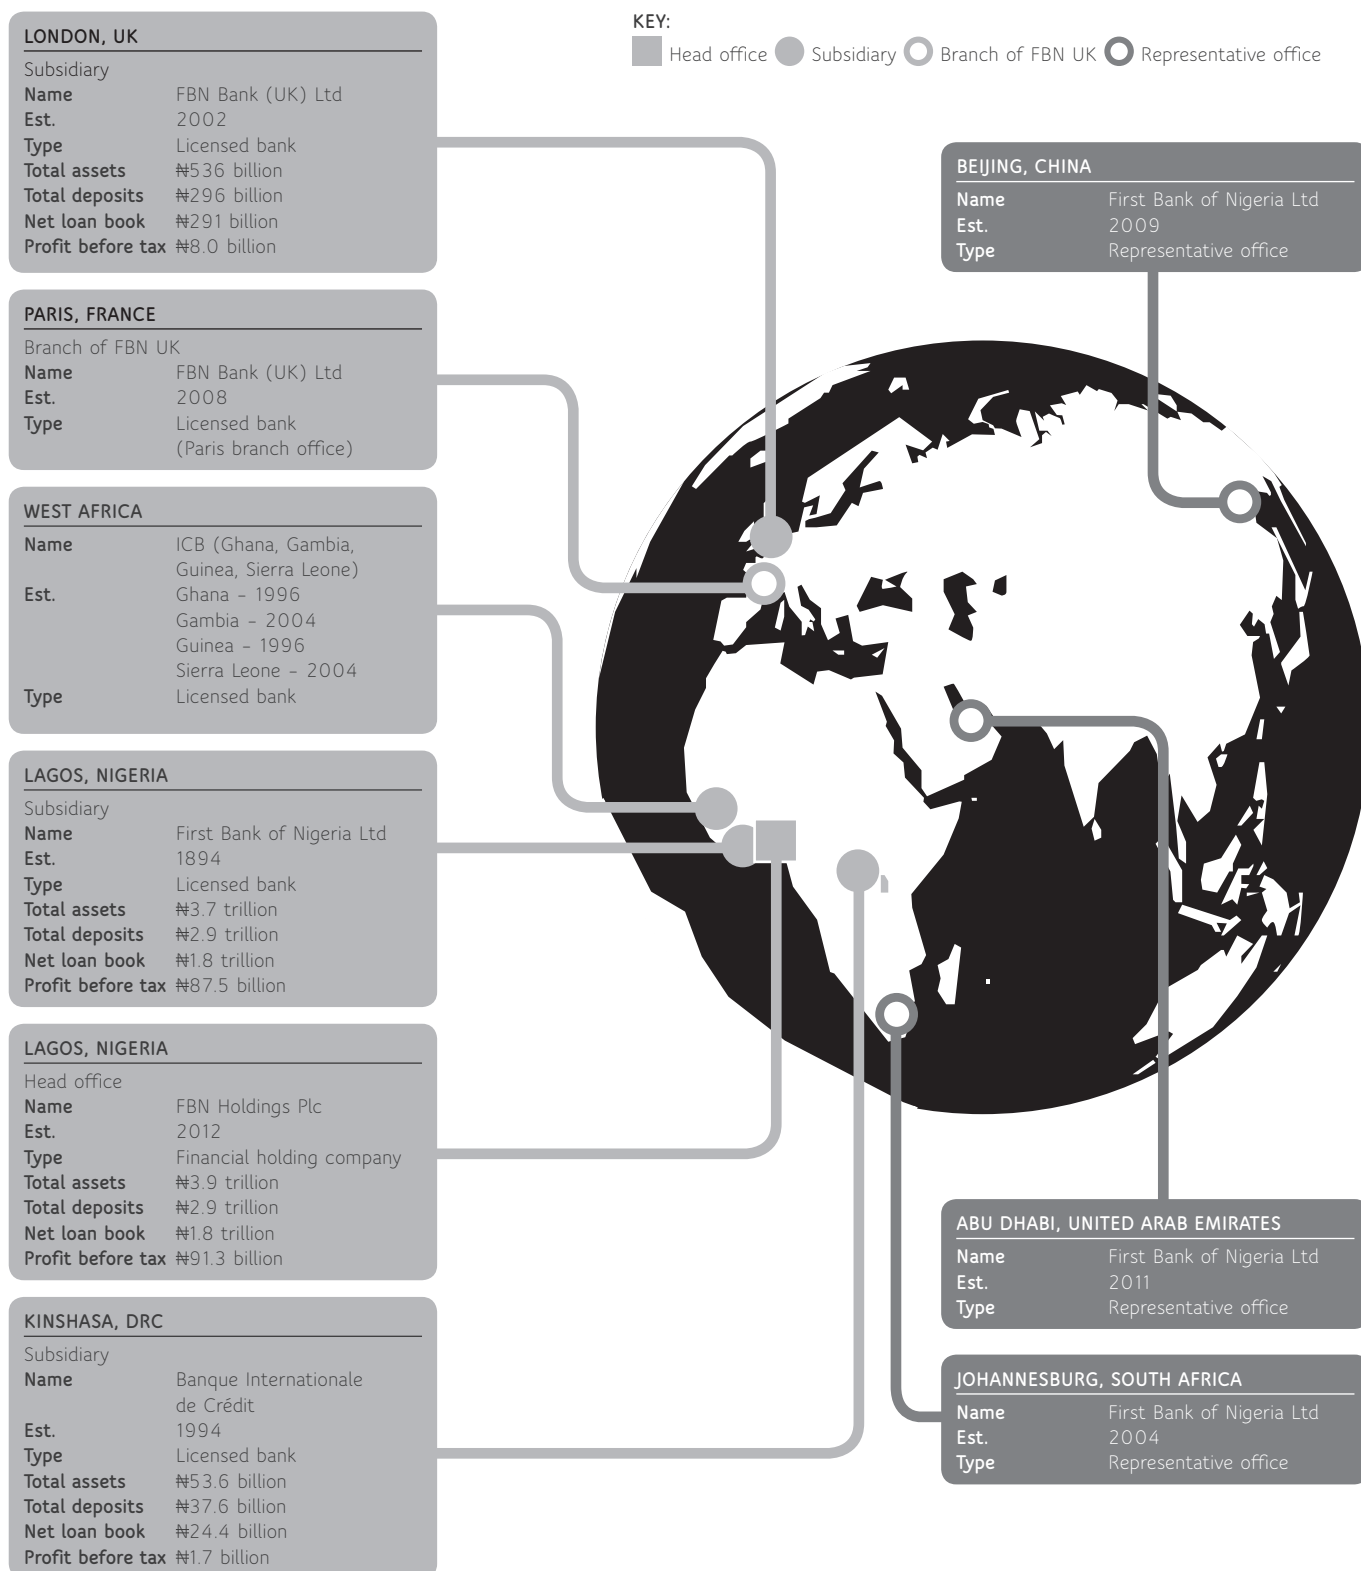 KEY:
Head office Subsidiary Branch of FBN UK Representative office
LONDON, UK
Subsidiary
Name FBN Bank (UK) Ltd
Est. 2002
Type Licensed bank
Total assets ₦536 billion
Total deposits ₦296 billion
Net loan book ₦291 billion
Profit before tax ₦8.0 billion
PARIS, FRANCE
Branch of FBN UK
Name FBN Bank (UK) Ltd
Est. 2008
Type Licensed bank
(Paris branch office)
WEST AFRICA
Name ICB (Ghana, Gambia,
Guinea, Sierra Leone)
Est. Ghana – 1996
Gambia – 2004
Guinea – 1996
Sierra Leone – 2004
Type Licensed bank
LAGOS, NIGERIA
Subsidiary
Name First Bank of Nigeria Ltd
Est. 1894
Type Licensed bank
Total assets ₦3.7 trillion
Total deposits ₦2.9 trillion
Net loan book ₦1.8 trillion
Profit before tax ₦87.5 billion
LAGOS, NIGERIA
Head office
Name FBN Holdings Plc
Est. 2012
Type Financial holding company
Total assets ₦3.9 trillion
Total deposits ₦2.9 trillion
Net loan book ₦1.8 trillion
Profit before tax ₦91.3 billion
KINSHASA, DRC
Subsidiary
Name Banque Internationale
de Crédit
Est. 1994
Type Licensed bank
Total assets ₦53.6 billion
Total deposits ₦37.6 billion
Net loan book ₦24.4 billion
Profit before tax ₦1.7 billion
BEIJING, CHINA
Name First Bank of Nigeria Ltd
Est. 2009
Type Representative office
ABU DHABI, UNITED ARAB EMIRATES
Name First Bank of Nigeria Ltd
Est. 2011
Type Representative office
JOHANNESBURG, SOUTH AFRICA
Name First Bank of Nigeria Ltd
Est. 2004
Type Representative office